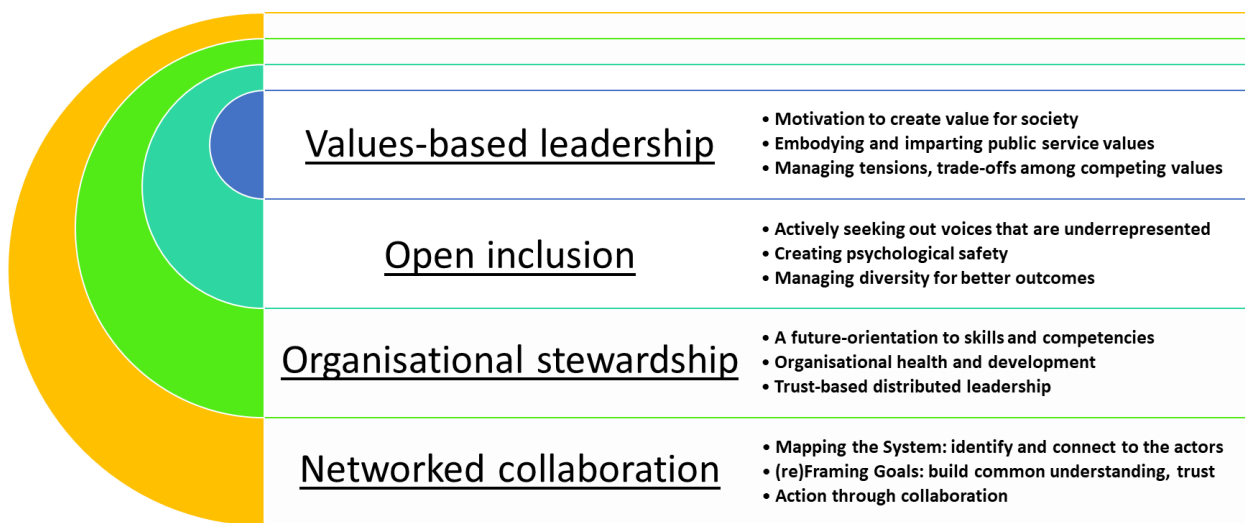 Values-based leadership
• Motivation to create value for society
• Embodying and imparting public service values
• Managing tensions, trade-offs among competing values
Open inclusion
• Actively seeking out voices that are underrepresented
• Creating psychological safety
• Managing diversity for better outcomes
Organisational stewardship
• A future-orientation to skills and competencies
• Organisational health and development
• Trust-based distributed leadership
Networked collaboration
• Mapping the System: identify and connect to the actors
• (re)Framing Goals: build common understanding, trust
• Action through collaboration